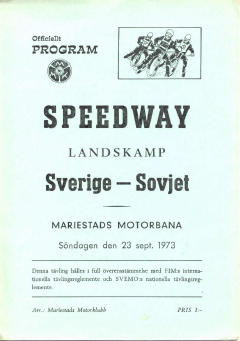 Officiellt
PROGRAM
SPEEDWAY
LANDSKAMP
Sverige – Sovjet
MARIESTADS MOTORBANA
Söndagen den 23 sept. 1973
Denna tävling hålles i full överensstämmelse med FIM:s interna-
tionella tävlingsreglemente och SVEMO:s nationella tävlingsreg-
lemente.
Arr.: Mariestads Motorklubb PRIS 1:-